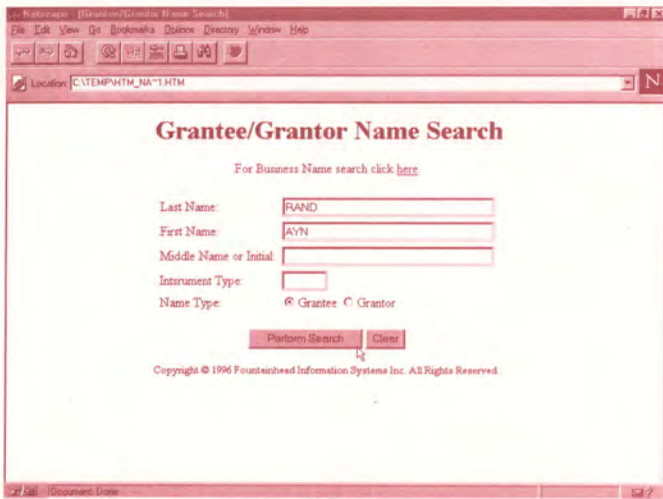 Netscape - [Grantee/Grantor Name Search]
File Edit View Go Bookmarks Options Directory Window Help
Location: C:\TEMP\HTM_NA~1.HTM
N
Grantee/Grantor Name Search
For Business Name search click here
Last Name: RAND
First Name: AYN
Middle Name or Initial:
Intsrument Type:
Name Type: Grantee Grantor
Perform Search Clear
Copyright © 1996 Fountainhead Information Systems Inc. All Rights Reserved.
Document: Done